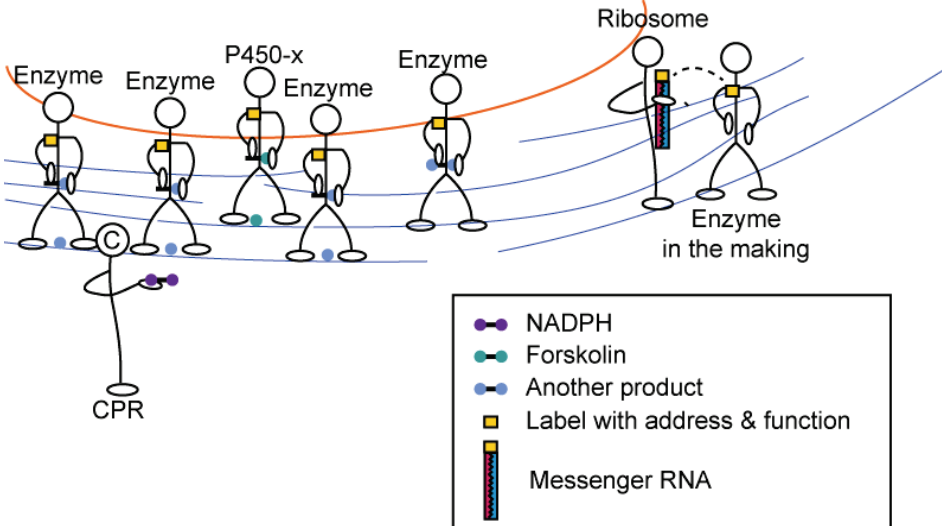 Ribosome
P450-x
Enzyme
Enzyme
Enzyme
Enzyme
Enzyme
in the making
C
CPR
NADPH
Forskolin
Another product
Label with address & function
Messenger RNA